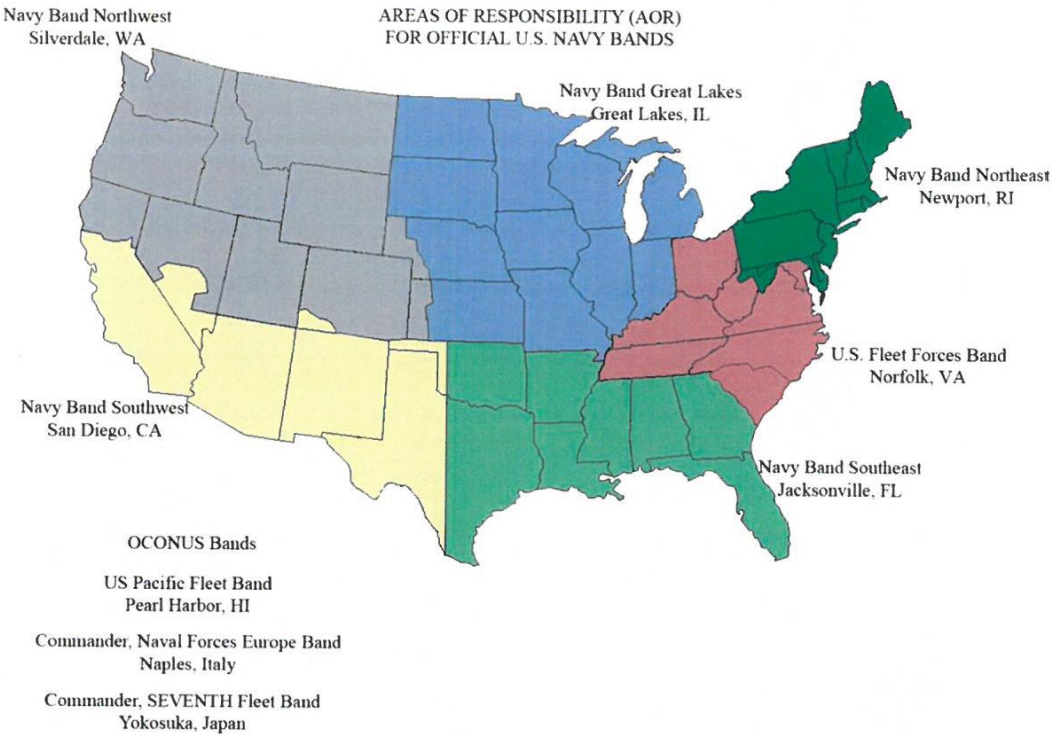 AREAS OF RESPONSIBILITY (AOR)
FOR OFFICIAL U.S. NAVY BANDS
Navy Band Northwest
Silverdale, WA
Navy Band Great Lakes
Great Lakes, IL
Navy Band Northeast
Newport, RI
U.S. Fleet Forces Band
Norfolk, VA
Navy Band Southwest
San Diego, CA
Navy Band Southeast
Jacksonville, FL
OCONUS Bands
US Pacific Fleet Band
Pearl Harbor, HI
Commander, Naval Forces Europe Band
Naples, Italy
Commander, SEVENTH Fleet Band
Yokosuka, Japan